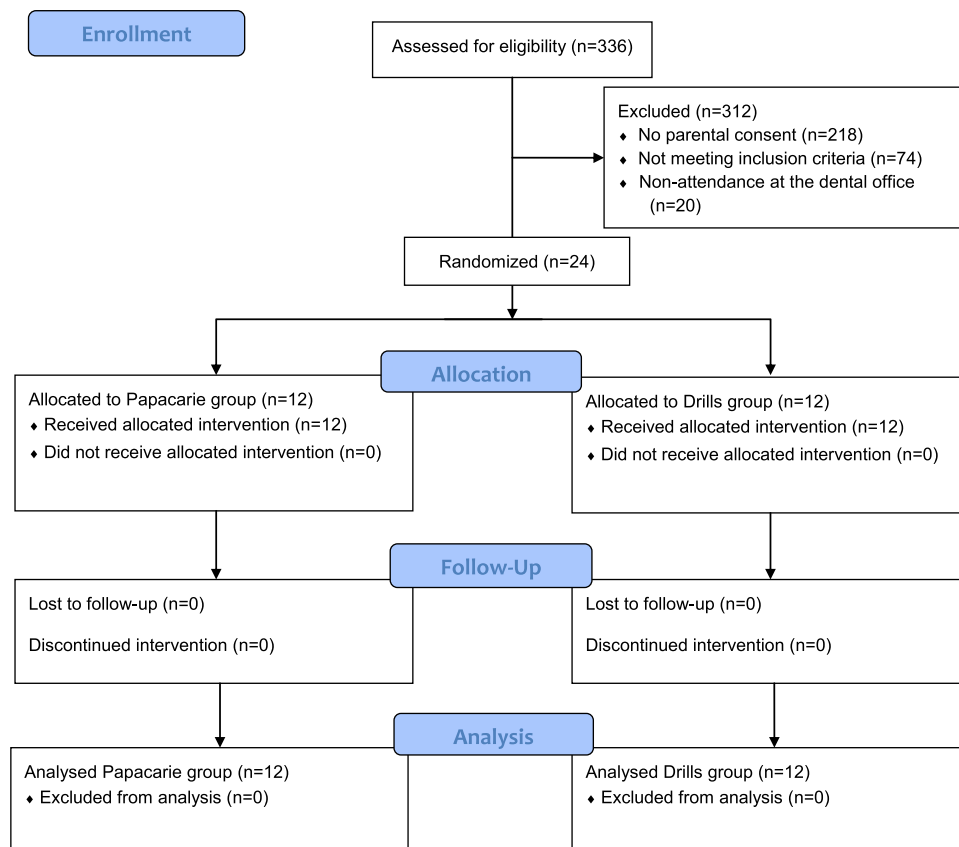 Enrollment
Assessed for eligibility (n=336)
Excluded (n=312)
♦ No parental consent (n=218)
♦ Not meeting inclusion criteria (n=74)
♦ Non-attendance at the dental office
(n=20)
Randomized (n=24)
Allocation
Allocated to Papacarie group (n=12)
♦ Received allocated intervention (n=12)
♦ Did not receive allocated intervention (n=0)
Allocated to Drills group (n=12)
♦ Received allocated intervention (n=12)
♦ Did not receive allocated intervention (n=0)
Follow-Up
Lost to follow-up (n=0)
Discontinued intervention (n=0)
Lost to follow-up (n=0)
Discontinued intervention (n=0)
Analysis
Analysed Papacarie group (n=12)
♦ Excluded from analysis (n=0)
Analysed Drills group (n=12)
♦ Excluded from analysis (n=0)